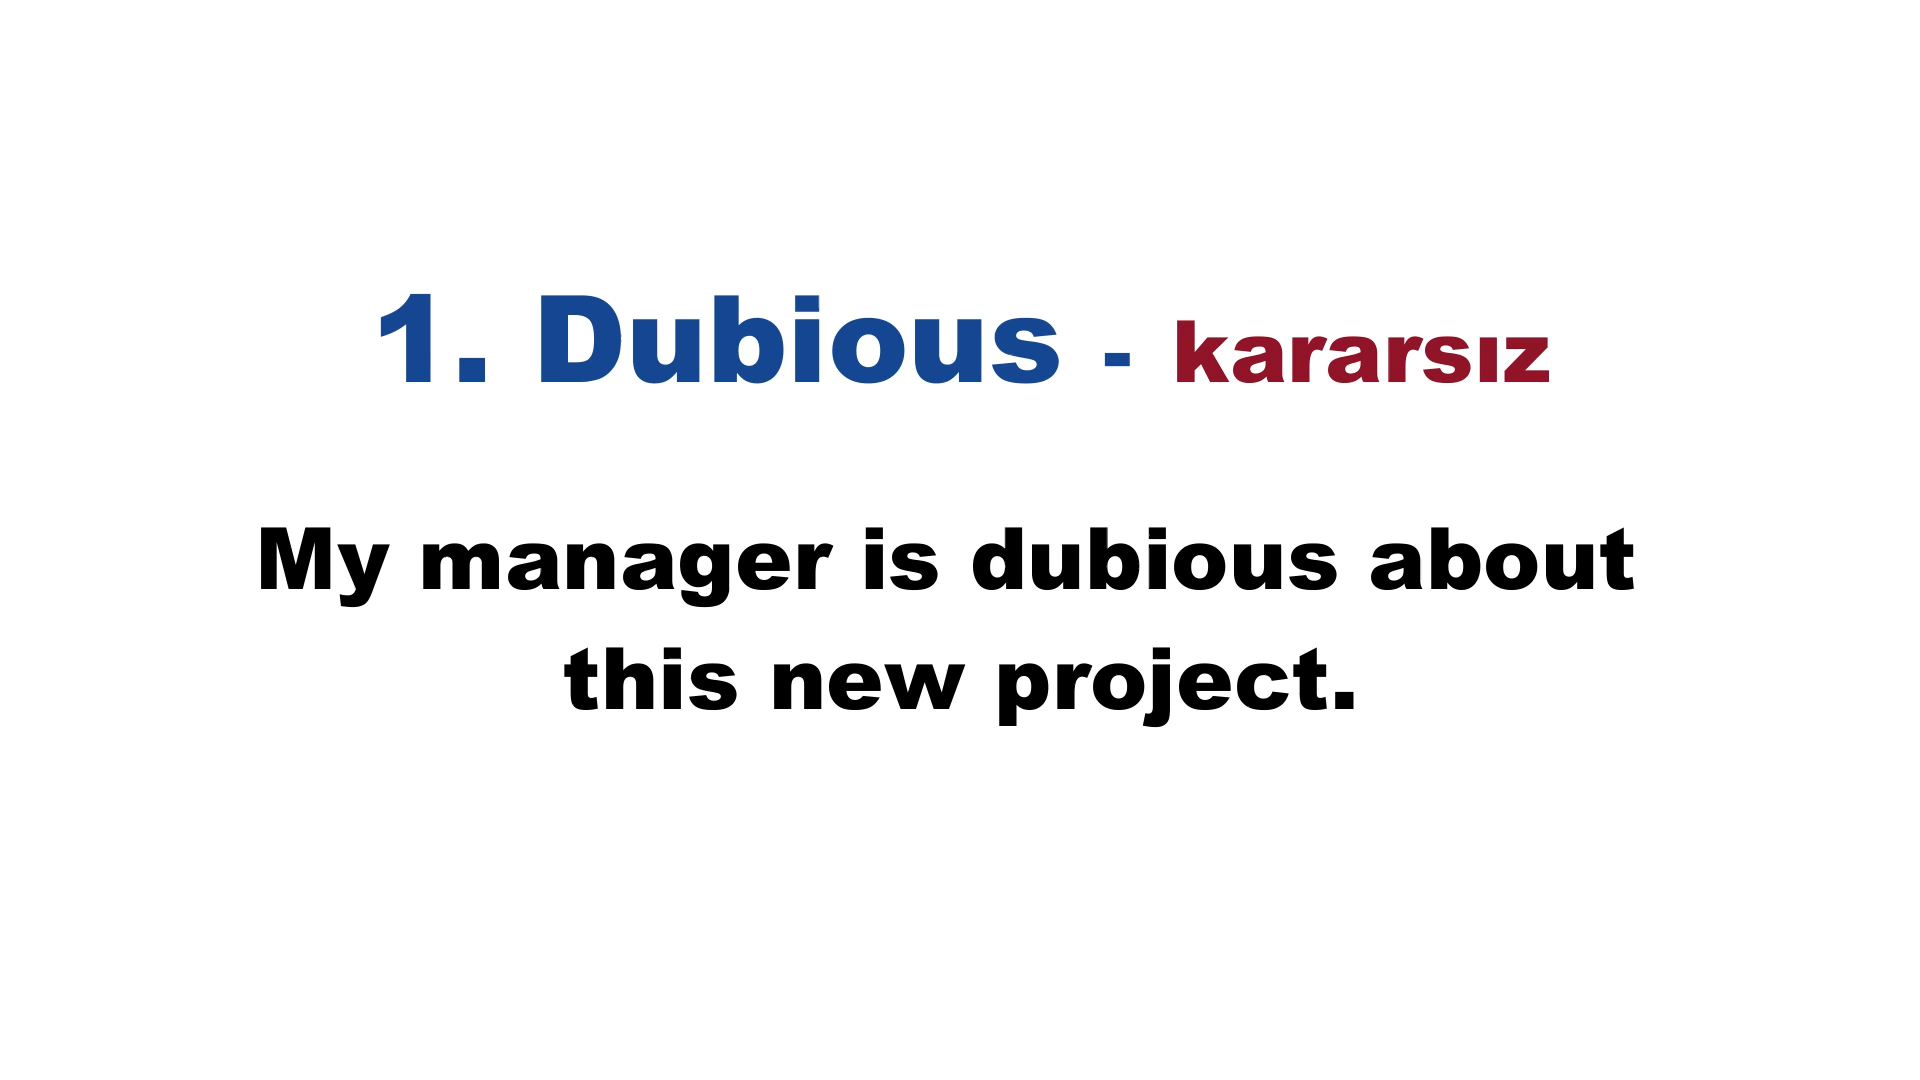 1. Dubious - kararsız
My manager is dubious about
this new project.